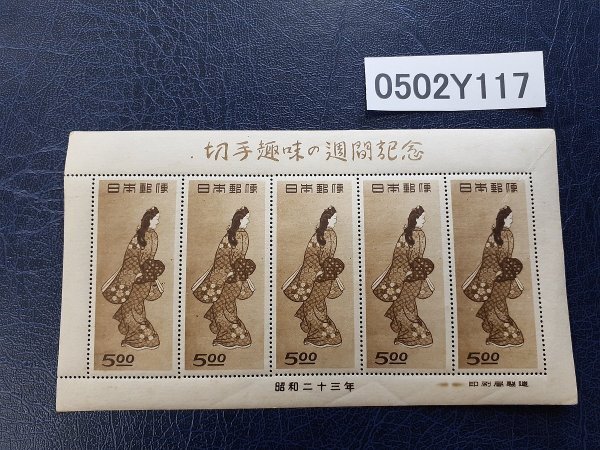 0502Y117
切手趣味の週間記念
日本郵便 日本郵便 日本郵便 日本郵便 日本郵便
5.00 5.00 5.00 5.00 5.00
昭和二十三年 印刷局製造